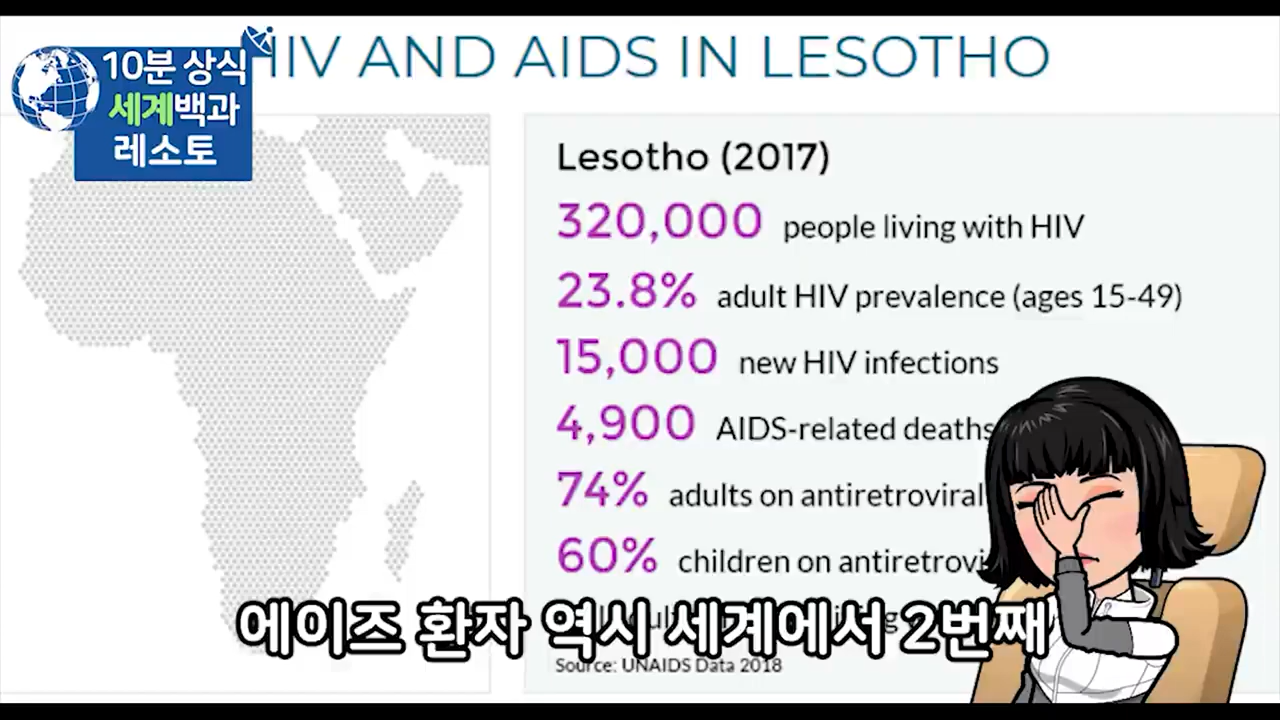 HIV AND AIDS IN LESOTHO
10분 상식
세계백과
레소토
Lesotho (2017)
320,000 people living with HIV
23.8% adult HIV prevalence (ages 15-49)
15,000 new HIV infections
4,900 AIDS-related deaths
74% adults on antiretroviral
60% children on antiretrovi
에이즈 환자 역시 세계에서 2번째
Source: UNAIDS Data 2018